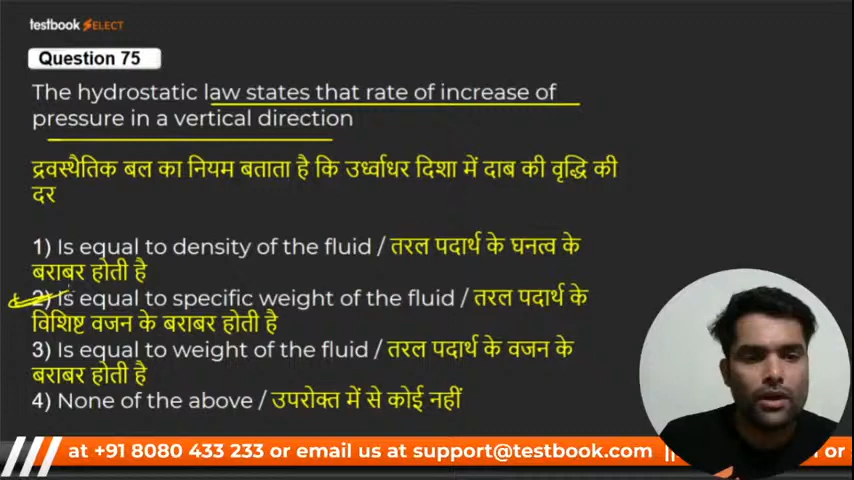 testbook SELECT
Question 75
The hydrostatic law states that rate of increase of
pressure in a vertical direction
द्रवस्थैतिक बल का नियम बताता है कि उर्ध्वाधर दिशा में दाब की वृद्धि की
दर
1) Is equal to density of the fluid / तरल पदार्थ के घनत्व के
बराबर होती है
2) Is equal to specific weight of the fluid / तरल पदार्थ के
विशिष्ट वजन के बराबर होती है
3) Is equal to weight of the fluid / तरल पदार्थ के वजन के
बराबर होती है
4) None of the above / उपरोक्त में से कोई नहीं
at +91 8080 433 233 or email us at support@testbook.com || or